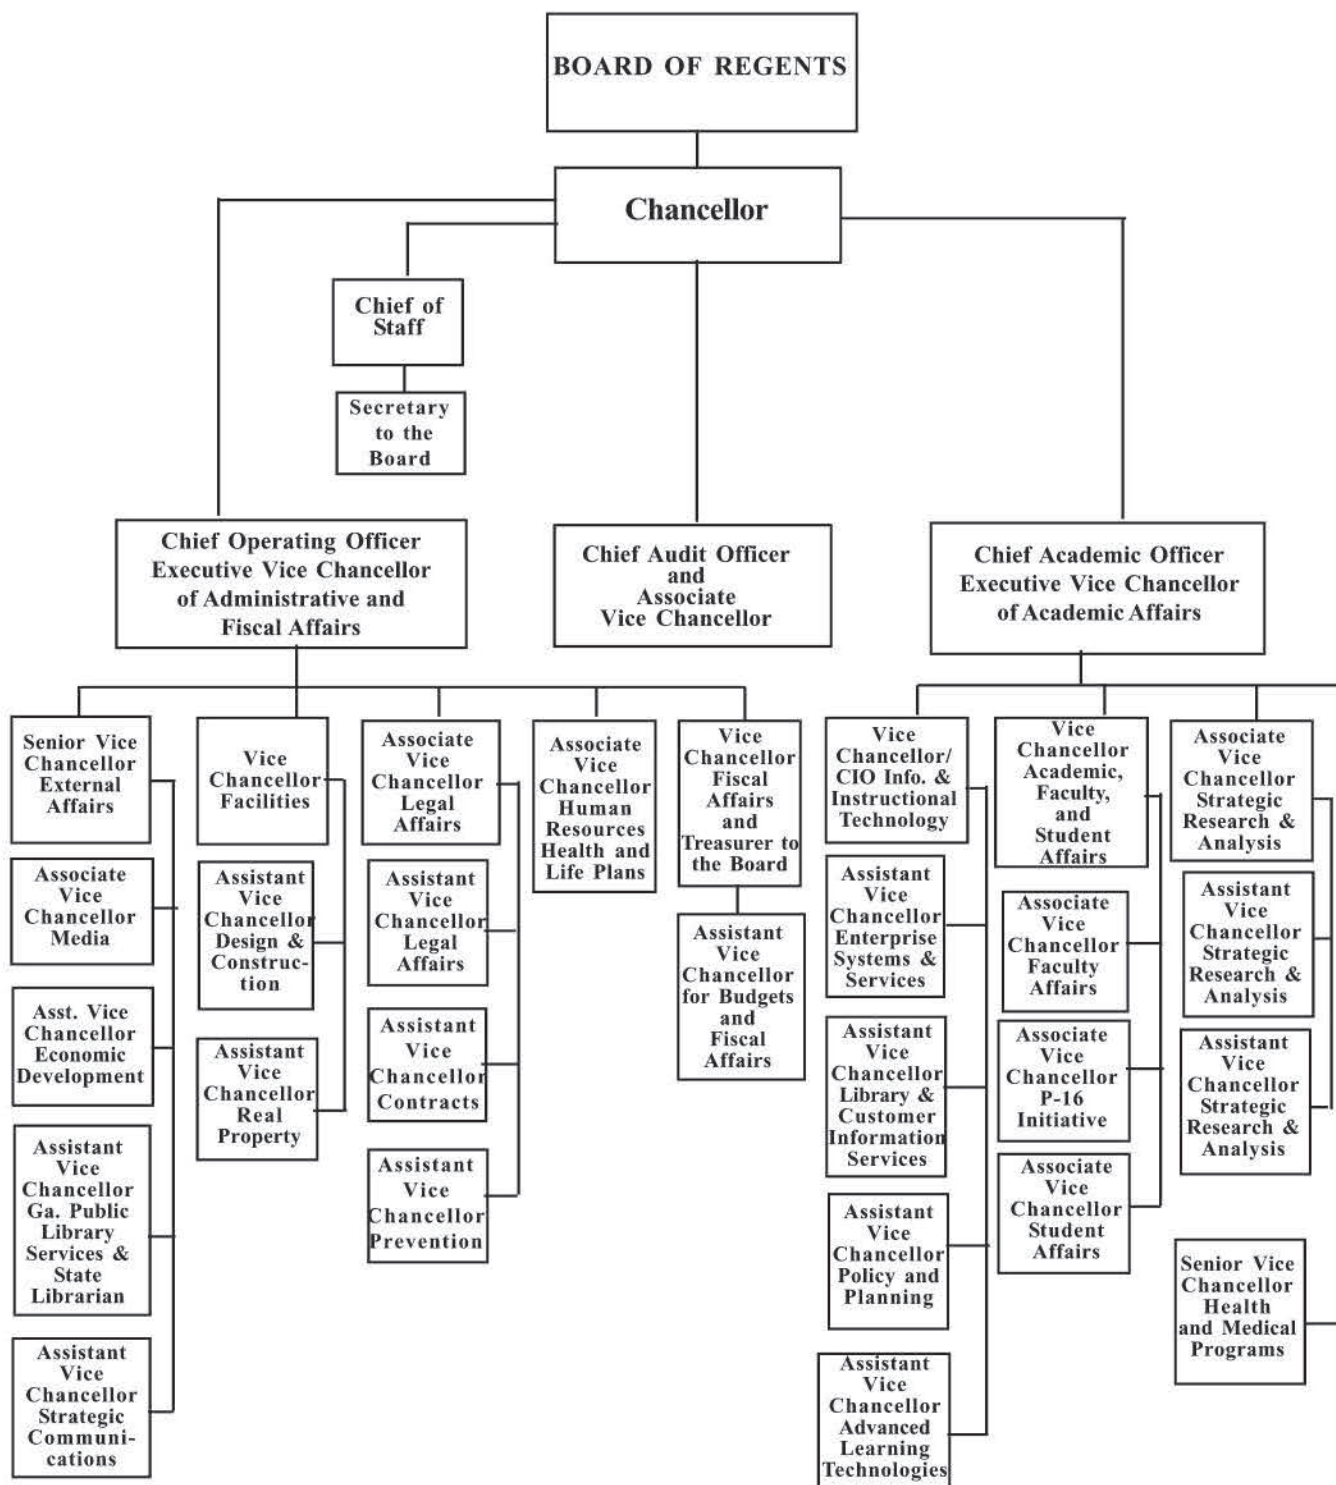 BOARD OF REGENTS
Chancellor
Chief of
Staff
Secretary
to the
Board
Chief Operating Officer
Executive Vice Chancellor
of Administrative and
Fiscal Affairs
Chief Audit Officer
and
Associate
Vice Chancellor
Chief Academic Officer
Executive Vice Chancellor
of Academic Affairs
Senior Vice
Chancellor
External
Affairs
Associate
Vice
Chancellor
Media
Asst. Vice
Chancellor
Economic
Development
Assistant
Vice
Chancellor
Ga. Public
Library
Services &
State
Librarian
Assistant
Vice
Chancellor
Strategic
Communi-
cations
Vice
Chancellor
Facilities
Assistant
Vice
Chancellor
Design &
Construc-
tion
Assistant
Vice
Chancellor
Real
Property
Associate
Vice
Chancellor
Legal
Affairs
Assistant
Vice
Chancellor
Legal
Affairs
Assistant
Vice
Chancellor
Contracts
Assistant
Vice
Chancellor
Prevention
Associate
Vice
Chancellor
Human
Resources
Health and
Life Plans
Vice
Chancellor
Fiscal
Affairs
and
Treasurer to
the Board
Assistant
Vice
Chancellor
for Budgets
and
Fiscal
Affairs
Vice
Chancellor/
CIO Info. &
Instructional
Technology
Assistant
Vice
Chancellor
Enterprise
Systems &
Services
Assistant
Vice
Chancellor
Library &
Customer
Information
Services
Assistant
Vice
Chancellor
Policy and
Planning
Assistant
Vice
Chancellor
Advanced
Learning
Technologies
Vice
Chancellor
Academic,
Faculty,
and
Student
Affairs
Associate
Vice
Chancellor
Faculty
Affairs
Associate
Vice
Chancellor
P-16
Initiative
Associate
Vice
Chancellor
Student
Affairs
Associate
Vice
Chancellor
Strategic
Research &
Analysis
Assistant
Vice
Chancellor
Strategic
Research &
Analysis
Assistant
Vice
Chancellor
Strategic
Research &
Analysis
Senior Vice
Chancellor
Health
and Medical
Programs